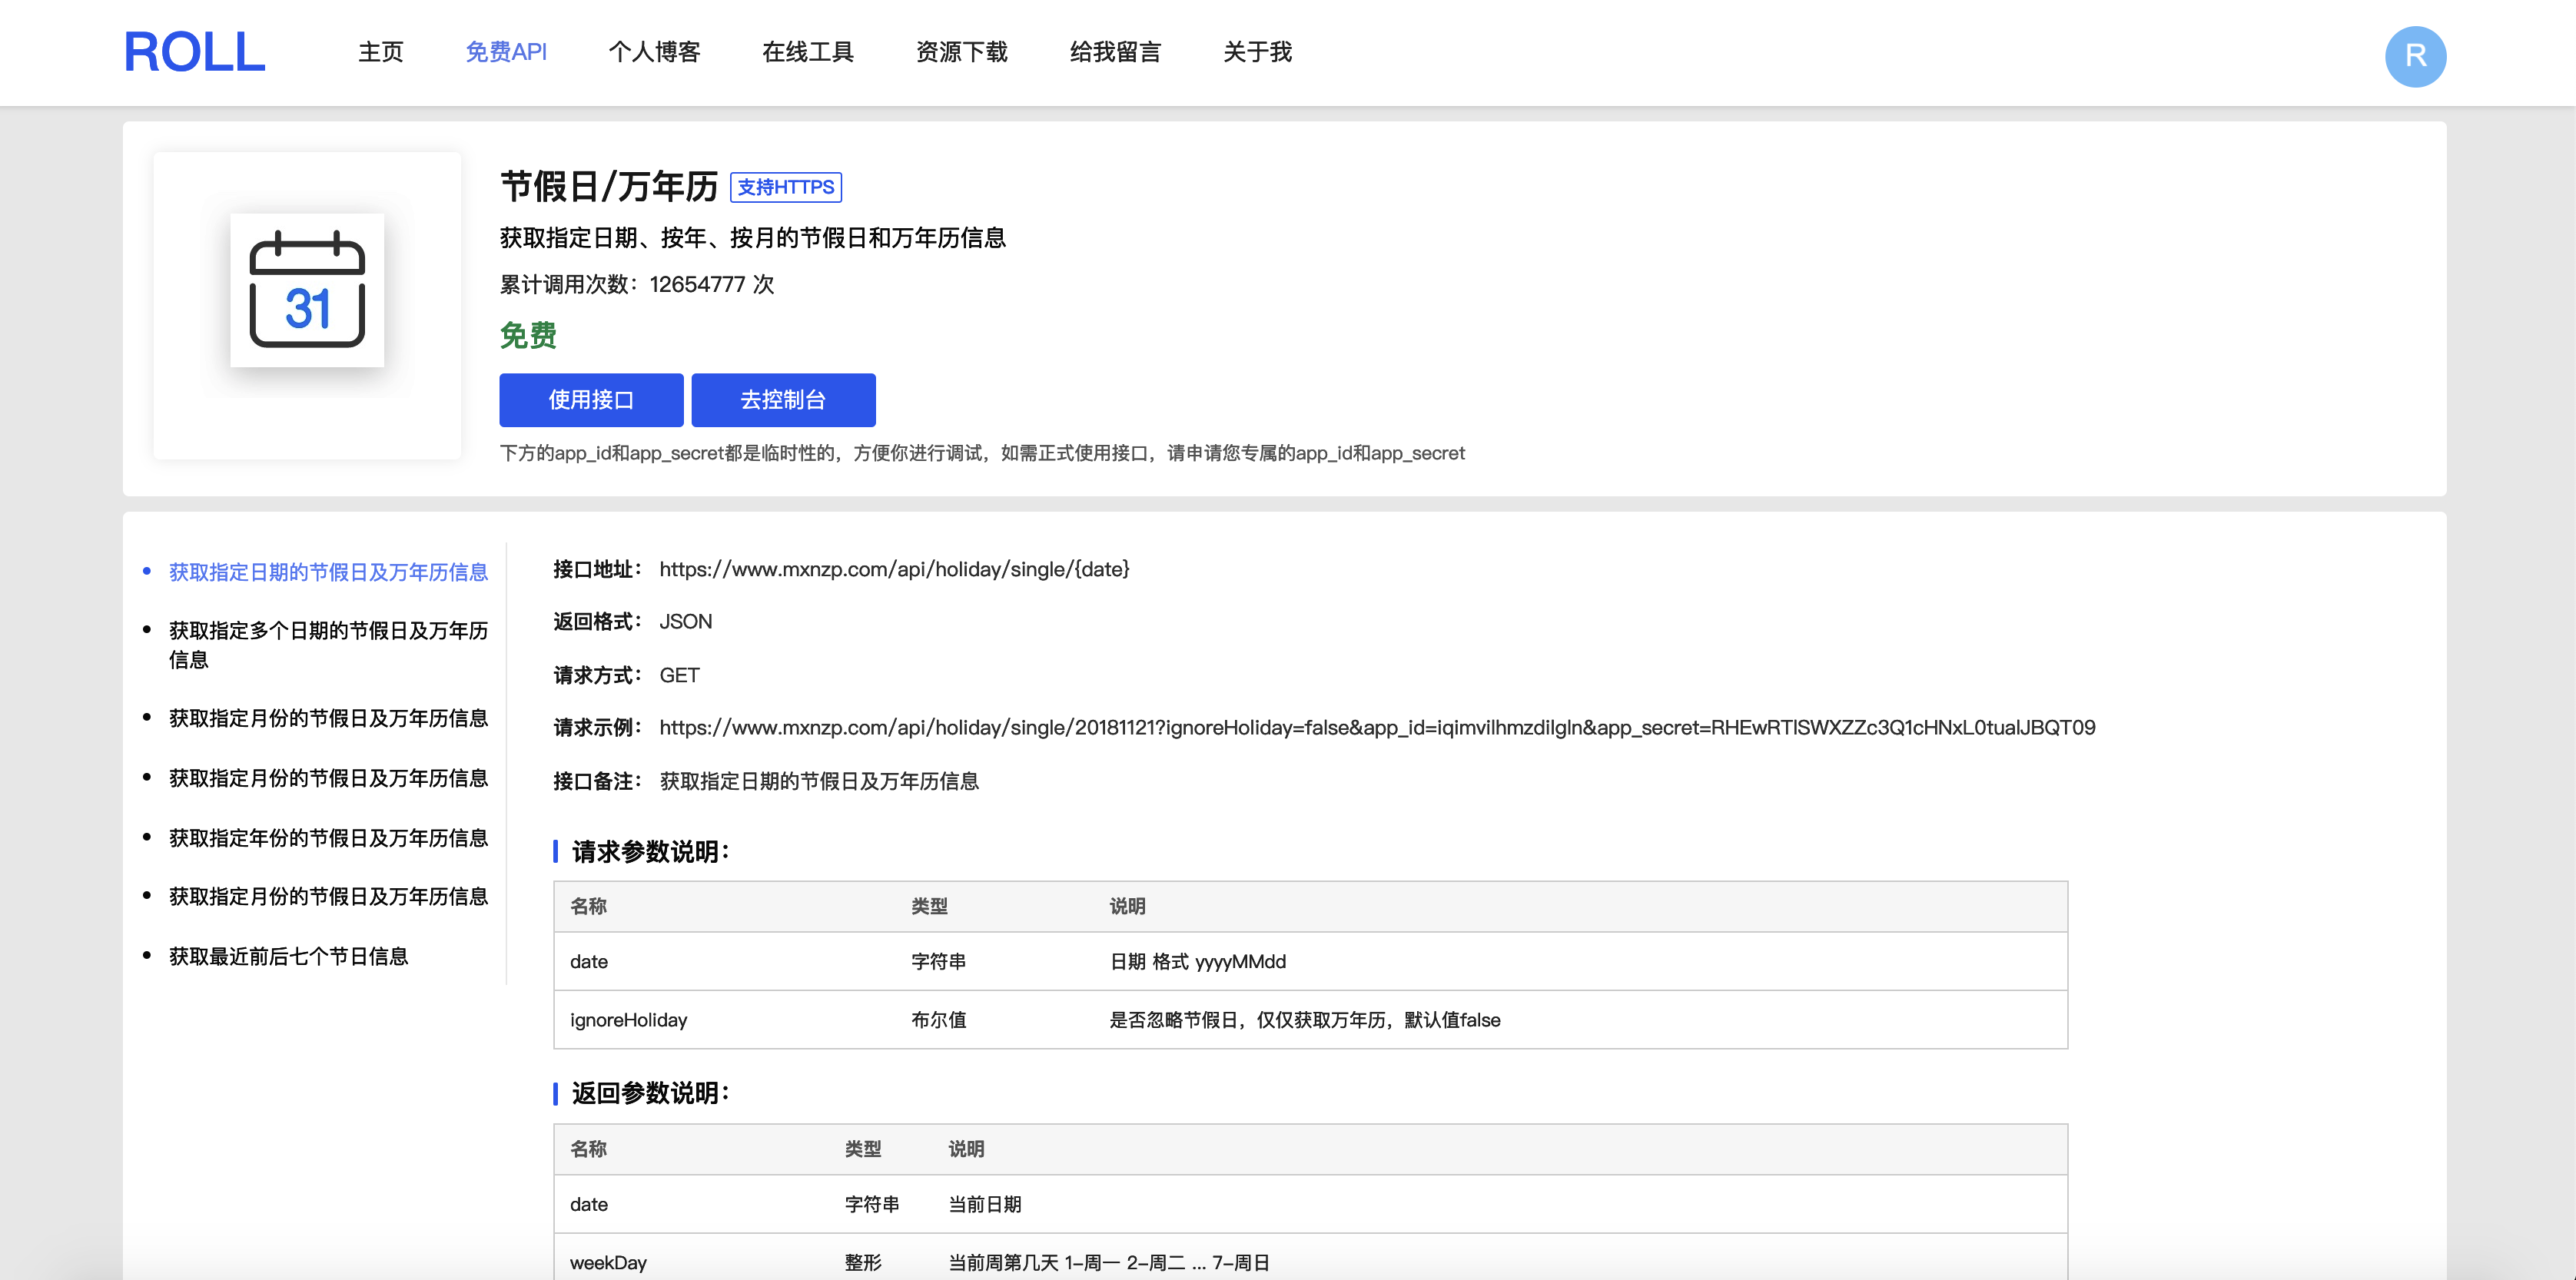 ROLL 主页 免费API 个人博客 在线工具 资源下载 给我留言 关于我 R
31
节假日/万年历 支持HTTPS
获取指定日期、按年、按月的节假日和万年历信息
累计调用次数：12654777 次
免费
使用接口 去控制台
下方的app_id和app_secret都是临时性的，方便你进行调试，如需正式使用接口，请申请您专属的app_id和app_secret
获取指定日期的节假日及万年历信息
获取指定多个日期的节假日及万年历
信息
获取指定月份的节假日及万年历信息
获取指定月份的节假日及万年历信息
获取指定年份的节假日及万年历信息
获取指定月份的节假日及万年历信息
获取最近前后七个节日信息
接口地址： https://www.mxnzp.com/api/holiday/single/{date}
返回格式： JSON
请求方式： GET
请求示例： https://www.mxnzp.com/api/holiday/single/20181121?ignoreHoliday=false&app_id=iqimvilhmzdilgln&app_secret=RHEwRTlSWXZZc3Q1cHNxL0tualJBQT09
接口备注： 获取指定日期的节假日及万年历信息
请求参数说明：
名称 类型 说明
date 字符串 日期 格式 yyyyMMdd
ignoreHoliday 布尔值 是否忽略节假日，仅仅获取万年历，默认值false
返回参数说明：
名称 类型 说明
date 字符串 当前日期
weekDay 整形 当前周第几天 1-周一 2-周二 ... 7-周日